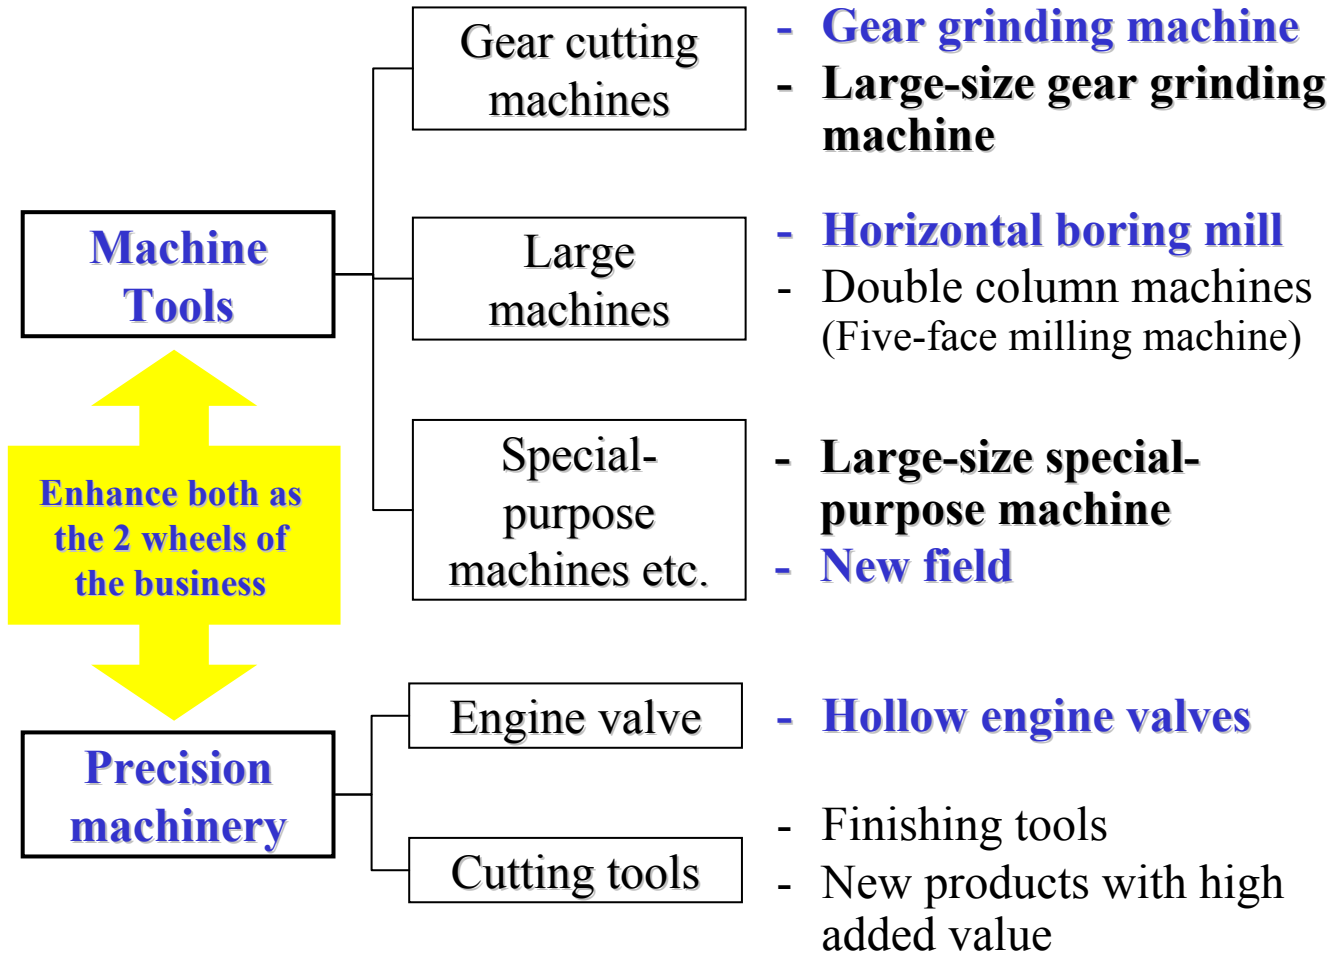 Gear cutting
machines
- Gear grinding machine
- Large-size gear grinding
machine
Machine
Tools
Large
machines
- Horizontal boring mill
- Double column machines
(Five-face milling machine)
Special-
purpose
machines etc.
- Large-size special-
purpose machine
- New field
Enhance both as
the 2 wheels of
the business
Precision
machinery
Engine valve
- Hollow engine valves
Cutting tools
- Finishing tools
- New products with high
added value